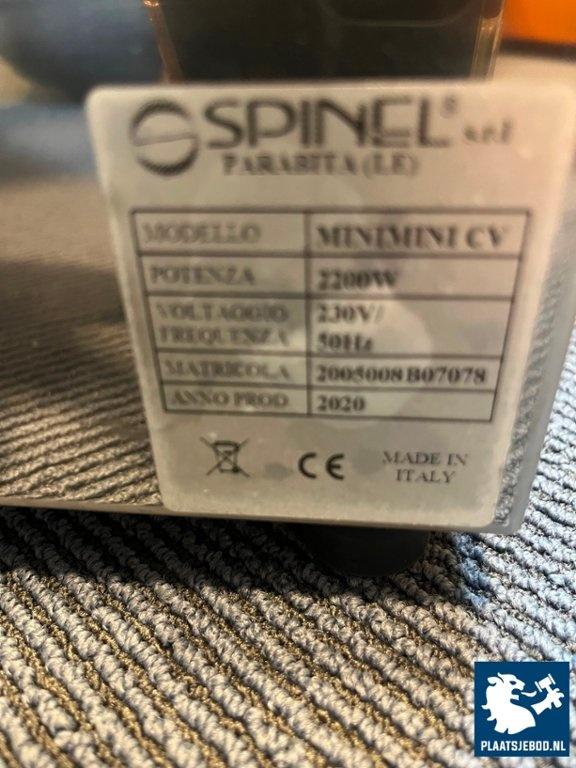 SPINEL® s.r.l
PARABITA (LE)
MODELLO MINIMINI CV
POTENZA 2200W
VOLTAGGIO 230V/
FREQUENZA 50Hz
MATRICOLA 2005008B07078
ANNO PROD 2020
CE MADE IN
ITALY
PLAATSJEBOD.NL